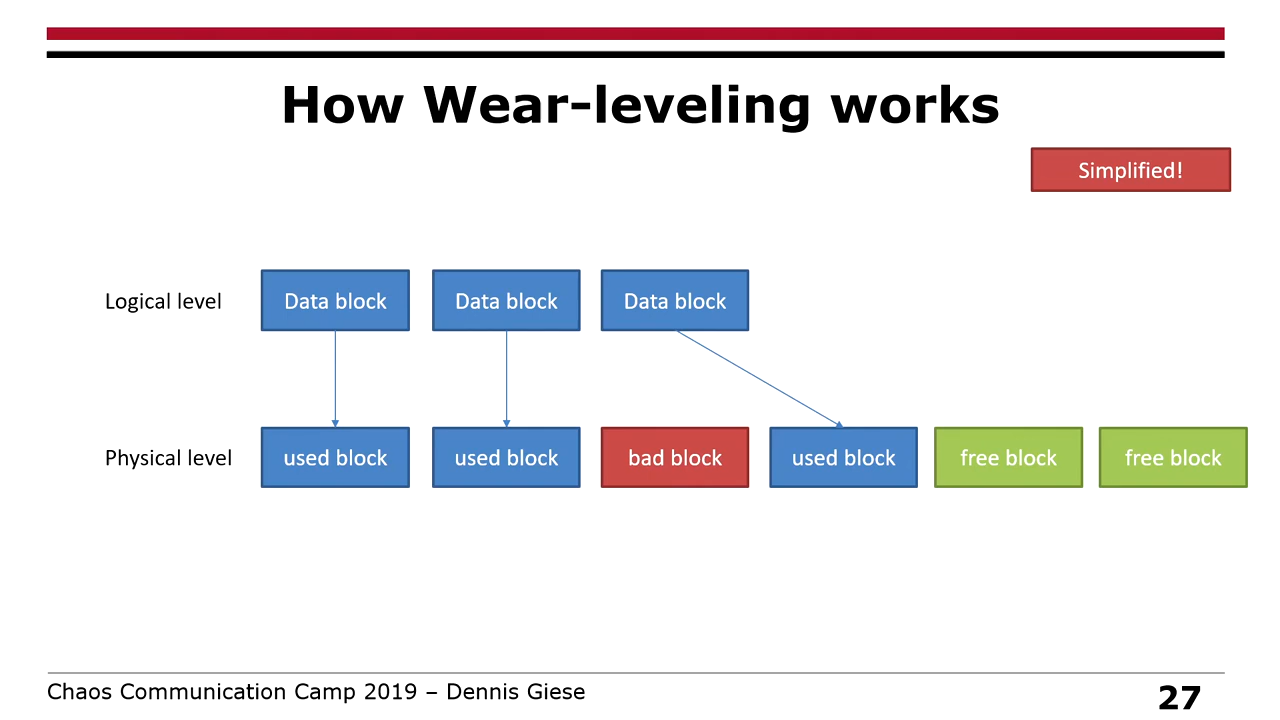 How Wear-leveling works
Simplified!
Logical level Data block Data block Data block
Physical level used block used block bad block used block free block free block
Chaos Communication Camp 2019 – Dennis Giese 27